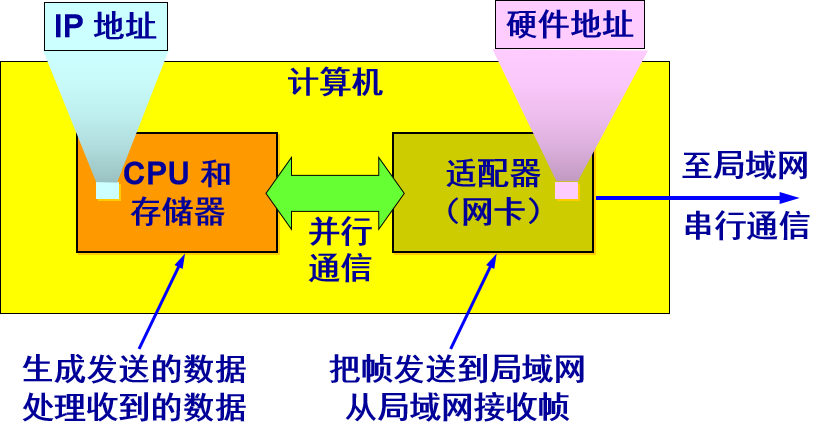 IP 地址
硬件地址
计算机
CPU 和
存储器
适配器
（网卡）
并行
通信
至局域网
串行通信
生成发送的数据
处理收到的数据
把帧发送到局域网
从局域网接收帧